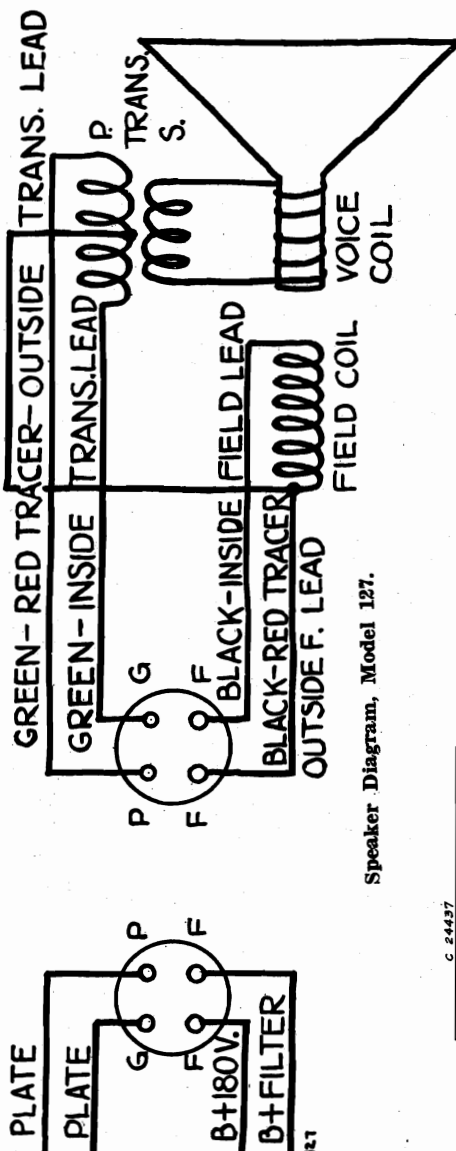 GREEN-RED TRACER-OUTSIDE TRANS. LEAD
GREEN-INSIDE TRANS. LEAD
P.
TRANS.
S.
VOICE
COIL
BLACK-INSIDE FIELD LEAD
BLACK-RED TRACER
OUTSIDE F. LEAD
FIELD COIL
P
G
F
F
Speaker Diagram, Model 127.
PLATE
PLATE
B+180V.
B+FILTER
G
P
F
F
127
C 24437